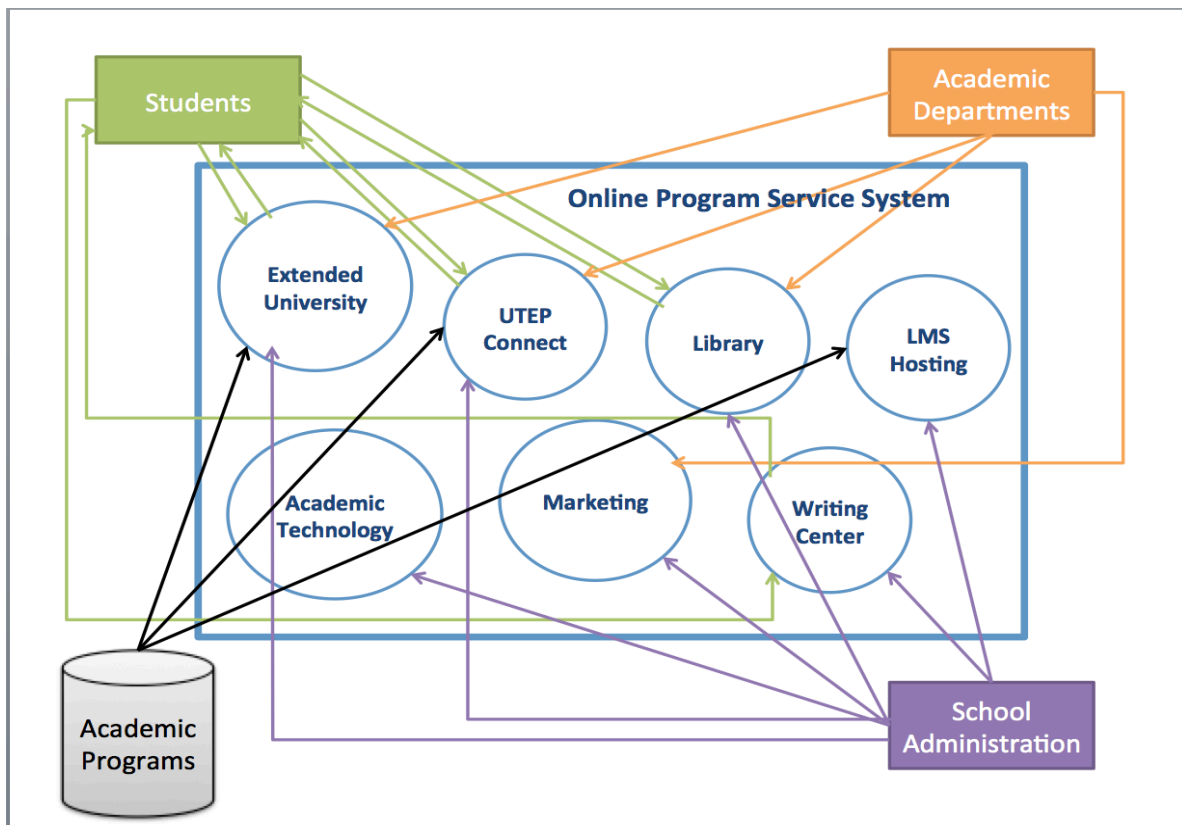 Students
Academic
Departments
Online Program Service System
Extended
University
UTEP
Connect
Library
LMS
Hosting
Academic
Technology
Marketing
Writing
Center
Academic
Programs
School
Administration